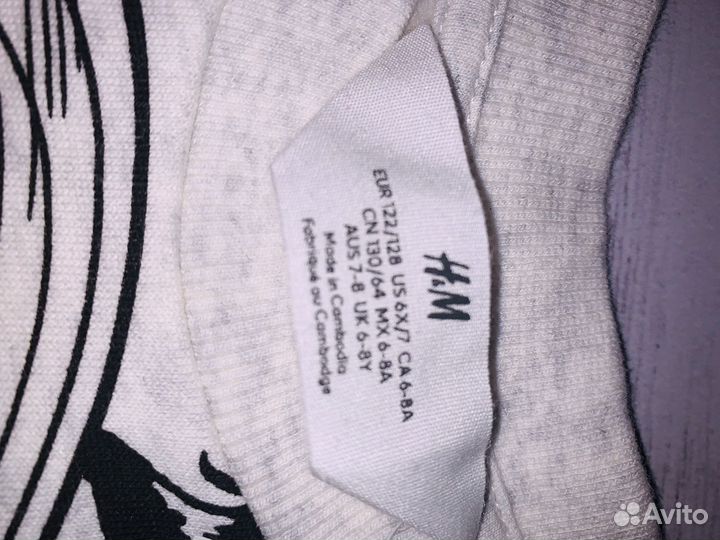 H&M
EUR 122/128 US 6X/7 CA 6-8A
CN 130/64 MX 6-8A
AUS 7-8 UK 6-8Y
Made in Cambodia
Fabriqué au Cambodge
Avito